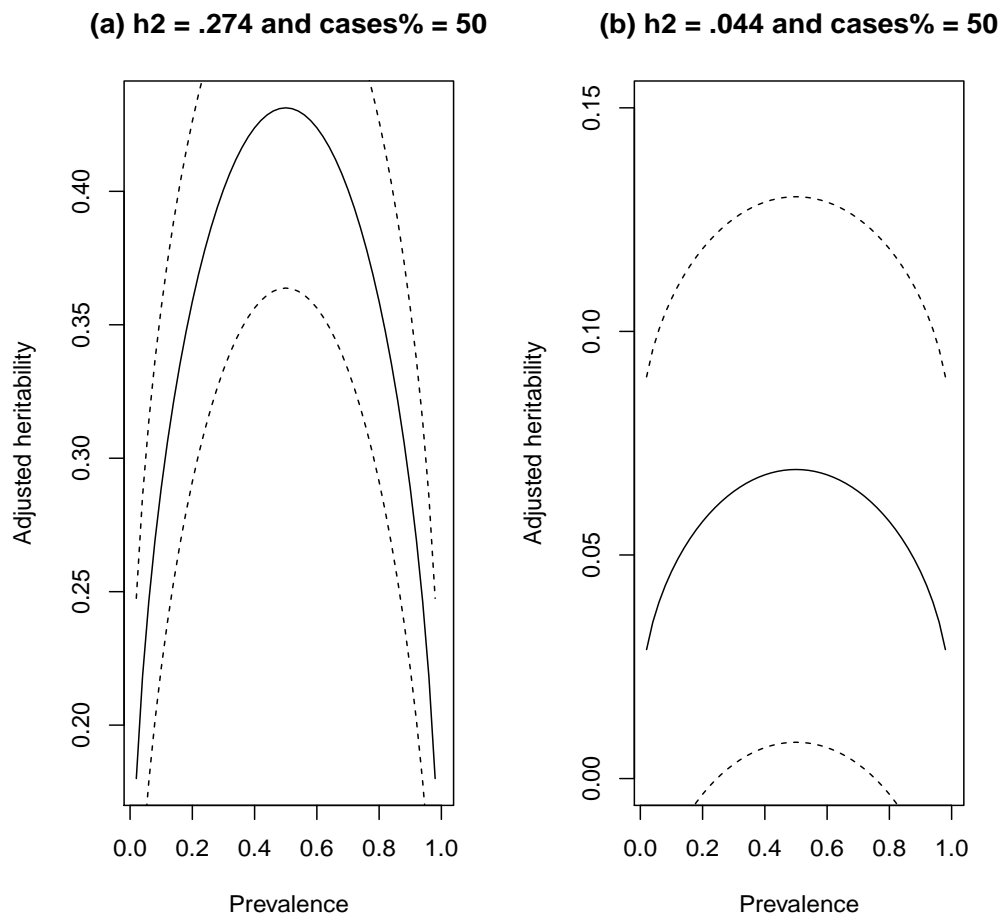 (a) h2 = .274 and cases% = 50
Adjusted heritability
0.40
0.35
0.30
0.25
0.20
0.0 0.2 0.4 0.6 0.8 1.0
Prevalence
(b) h2 = .044 and cases% = 50
Adjusted heritability
0.15
0.10
0.05
0.00
0.0 0.2 0.4 0.6 0.8 1.0
Prevalence